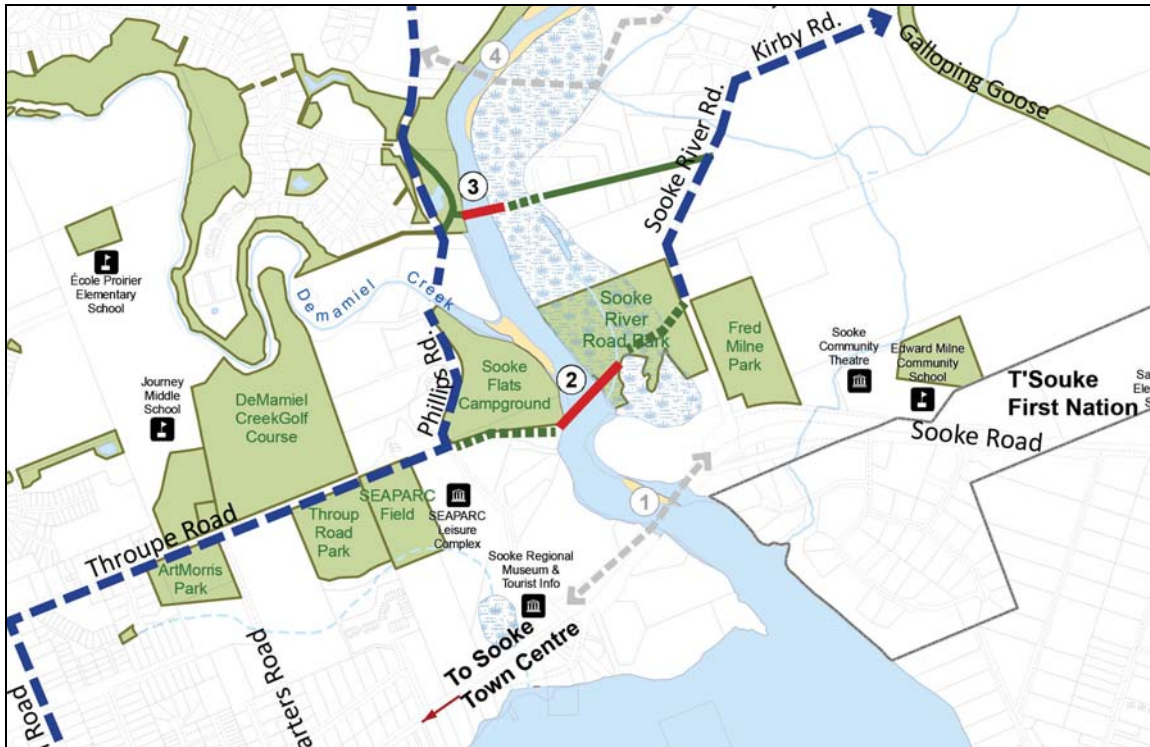 Kirby Rd.
Galloping Goose
4
Sooke River Rd.
3
École Proirier
Elementary
School
Demamiel Creek
Phillips Rd.
Sooke
River
Road Park
Fred
Milne
Park
Sooke
Community
Theatre
Edward Milne
Community
School
T'Souke
First Nation
Sooke Road
Sooke
Flats
Campground
2
Journey
Middle
School
DeMamiel
CreekGolf
Course
1
Throupe Road
SEAPARC
Field
Throup
Road
Park
SEAPARC
Leisure
Complex
ArtMorris
Park
Sooke Regional
Museum &
Tourist Info
To Sooke
Town Centre
arters Road
Road